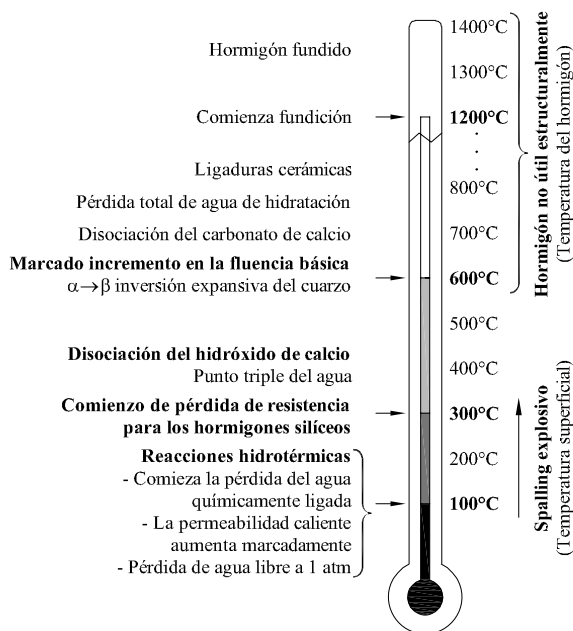 Hormigón fundido
Comienza fundición
Ligaduras cerámicas
Pérdida total de agua de hidratación
Disociación del carbonato de calcio
Marcado incremento en la fluencia básica
α→β inversión expansiva del cuarzo
Disociación del hidróxido de calcio
Punto triple del agua
Comienzo de pérdida de resistencia
para los hormigones silíceos
Reacciones hidrotérmicas
- Comieza la pérdida del agua
químicamente ligada
- La permeabilidad caliente
aumenta marcadamente
- Pérdida de agua libre a 1 atm
1400°C
1300°C
1200°C
800°C
700°C
600°C
500°C
400°C
300°C
200°C
100°C
Hormigón no útil estructuralmente
(Temperatura del hormigón)
Spalling explosivo
(Temperatura superficial)